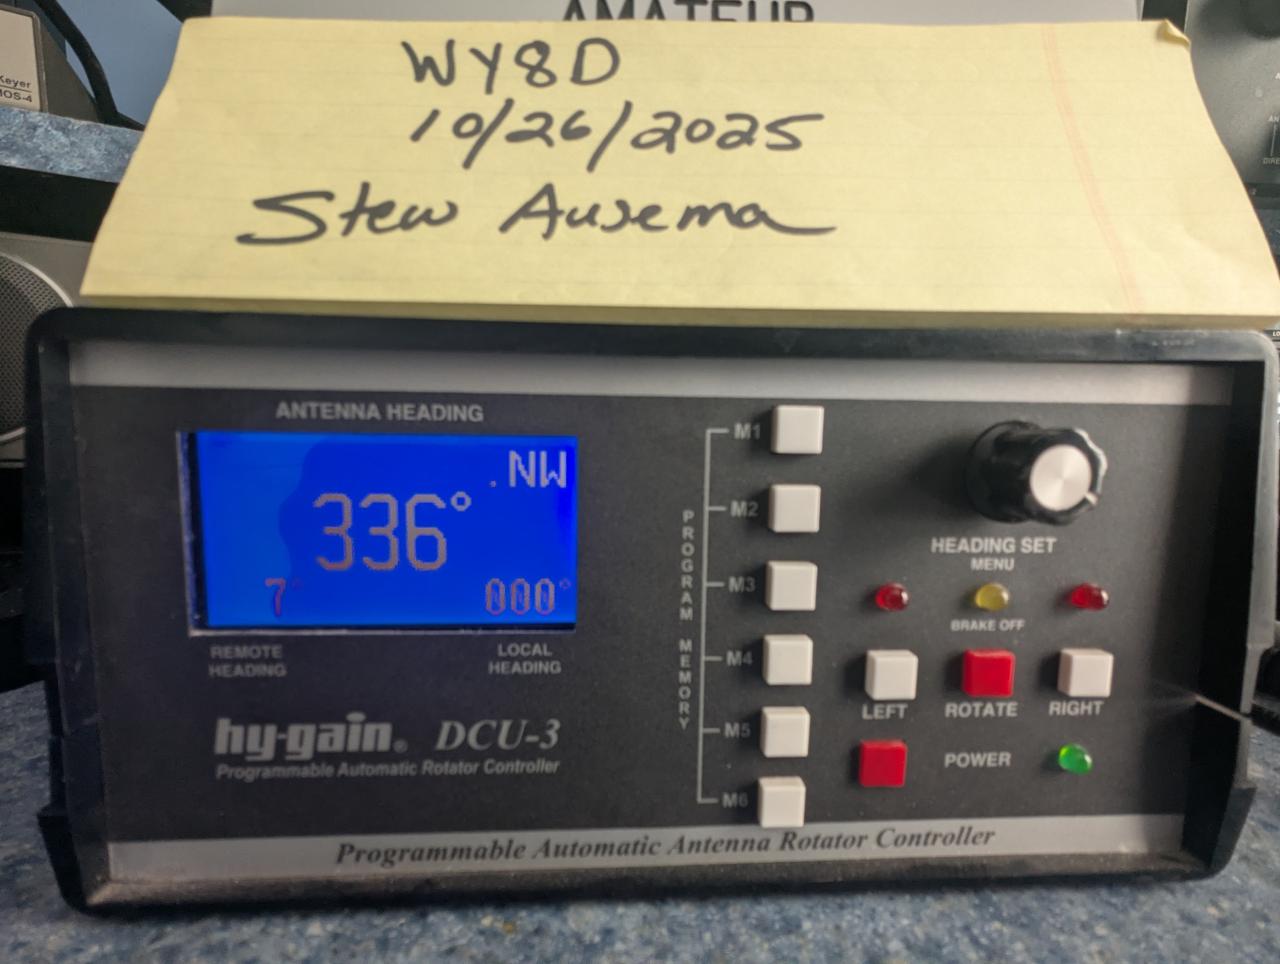 AMATEUR
Keyer
MOS-4
WY8D
10/26/2025
Stew Ausema
ANTENNA HEADING
.NW
336°
7°
000°
REMOTE
HEADING
LOCAL
HEADING
hy-gain® DCU-3
Programmable Automatic Rotator Controller
PROGRAM MEMORY
M1
M2
M3
M4
M5
M6
HEADING SET
MENU
BRAKE OFF
LEFT
ROTATE
RIGHT
POWER
Programmable Automatic Antenna Rotator Controller